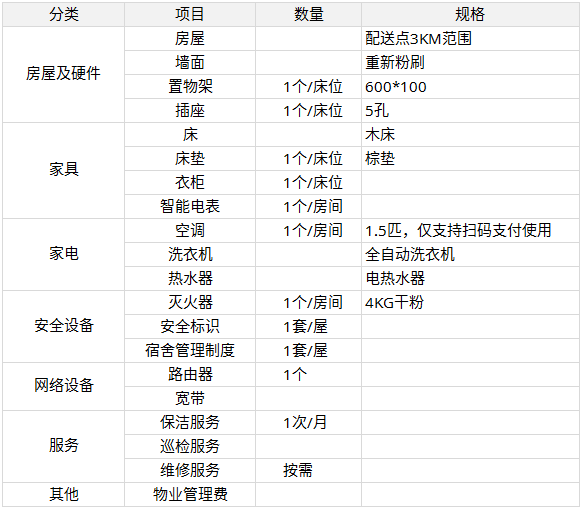 分类 项目 数量 规格
房屋及硬件 房屋 配送点3KM范围
墙面 重新粉刷
置物架 1个/床位 600*100
插座 1个/床位 5孔
家具 床 木床
床垫 1个/床位 棕垫
衣柜 1个/床位
智能电表 1个/房间
家电 空调 1个/房间 1.5匹，仅支持扫码支付使用
洗衣机 全自动洗衣机
热水器 电热水器
安全设备 灭火器 1个/房间 4KG干粉
安全标识 1套/屋
宿舍管理制度 1套/屋
网络设备 路由器 1个
宽带
服务 保洁服务 1次/月
巡检服务
维修服务 按需
其他 物业管理费